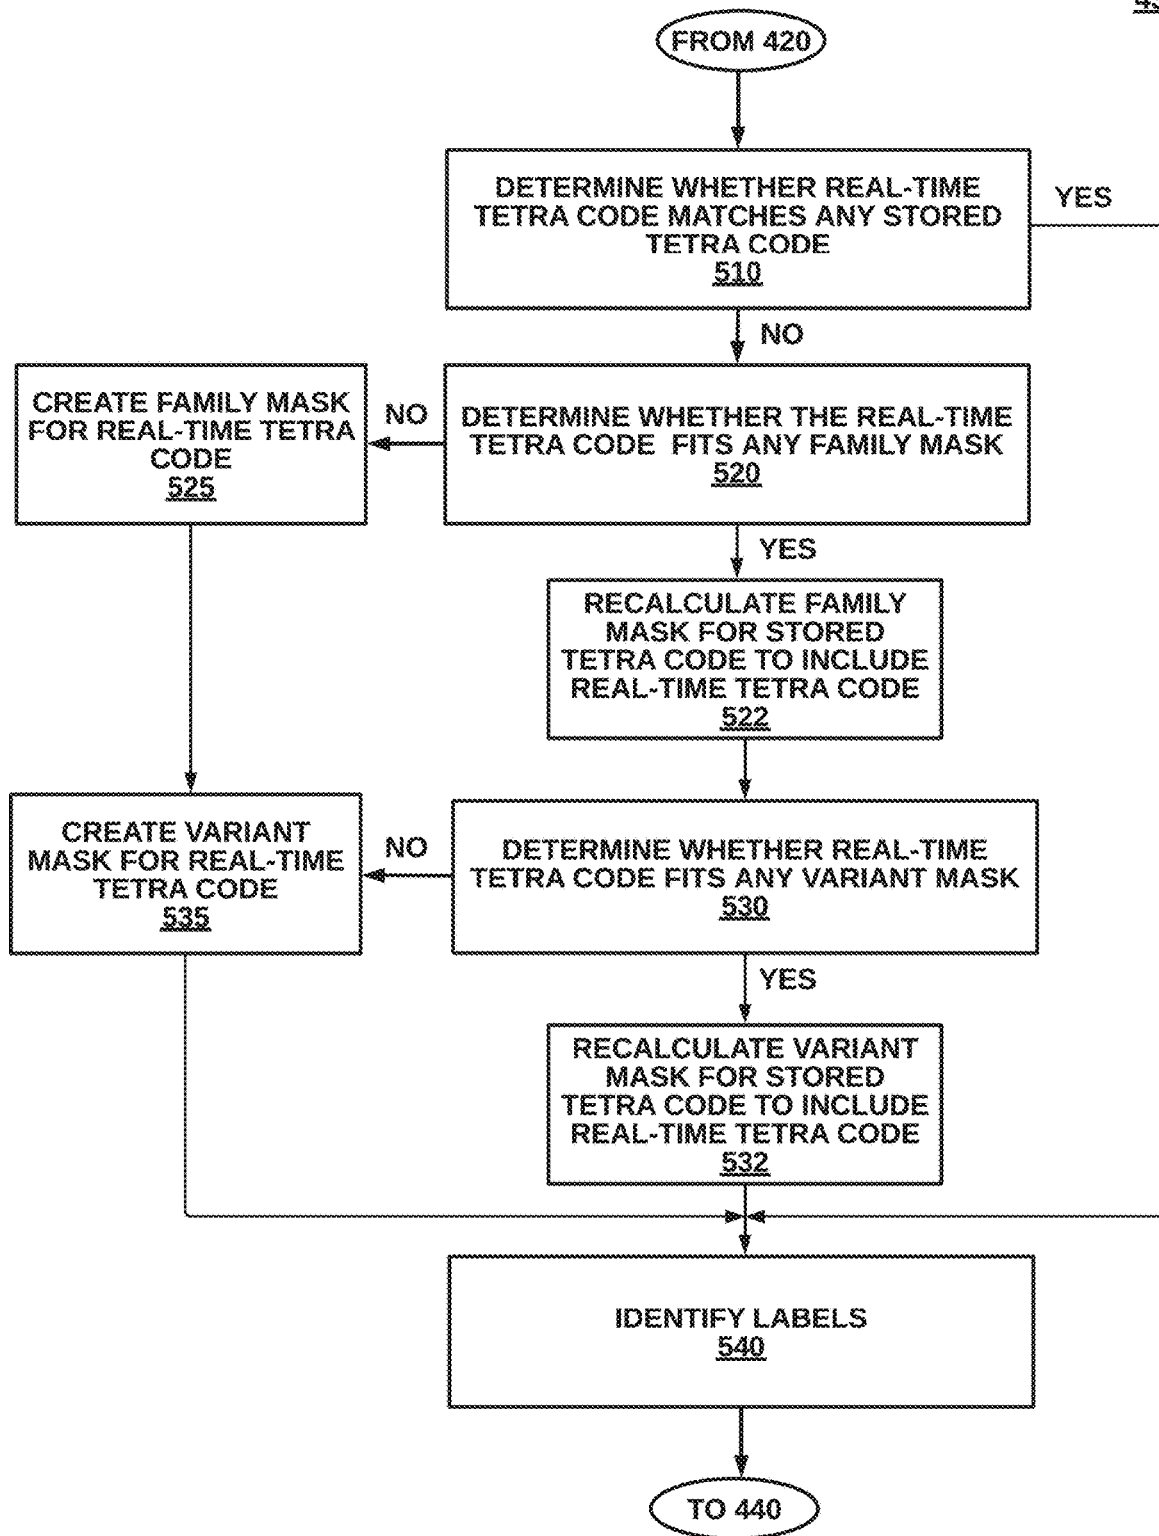 FROM 420
DETERMINE WHETHER REAL-TIME
TETRA CODE MATCHES ANY STORED
TETRA CODE
510
YES
NO
CREATE FAMILY MASK
FOR REAL-TIME TETRA
CODE
525
NO
DETERMINE WHETHER THE REAL-TIME
TETRA CODE FITS ANY FAMILY MASK
520
YES
RECALCULATE FAMILY
MASK FOR STORED
TETRA CODE TO INCLUDE
REAL-TIME TETRA CODE
522
CREATE VARIANT
MASK FOR REAL-TIME
TETRA CODE
535
NO
DETERMINE WHETHER REAL-TIME
TETRA CODE FITS ANY VARIANT MASK
530
YES
RECALCULATE VARIANT
MASK FOR STORED
TETRA CODE TO INCLUDE
REAL-TIME TETRA CODE
532
IDENTIFY LABELS
540
TO 440